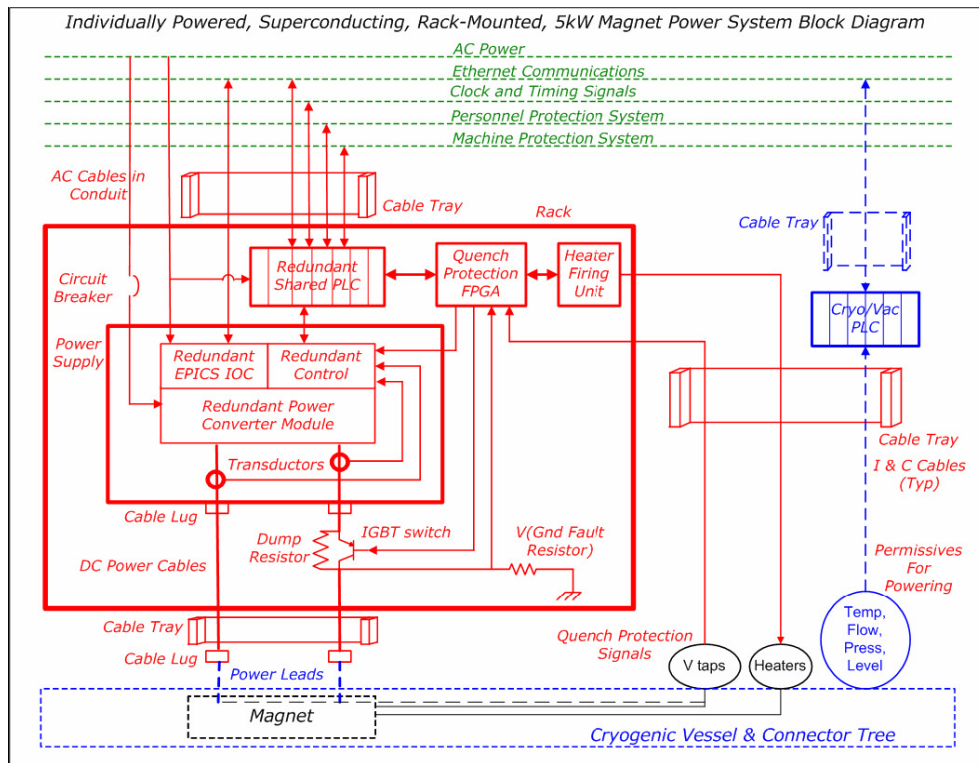 Individually Powered, Superconducting, Rack-Mounted, 5kW Magnet Power System Block Diagram
AC Power
Ethernet Communications
Clock and Timing Signals
Personnel Protection System
Machine Protection System
AC Cables in
Conduit
Cable Tray
Rack
Cable Tray
Circuit
Breaker
Redundant
Shared PLC
Quench
Protection
FPGA
Heater
Firing
Unit
Cryo/Vac
PLC
Power
Supply
Redundant
EPICS IOC
Redundant
Control
Redundant Power
Converter Module
Transductors
Cable Tray
I & C Cables
(Typ)
Cable Lug
Dump
Resistor
IGBT switch
V(Gnd Fault
Resistor)
DC Power Cables
Permissives
For
Powering
Cable Tray
Cable Lug
Power Leads
Quench Protection
Signals
V taps
Heaters
Temp,
Flow,
Press,
Level
Magnet
Cryogenic Vessel & Connector Tree